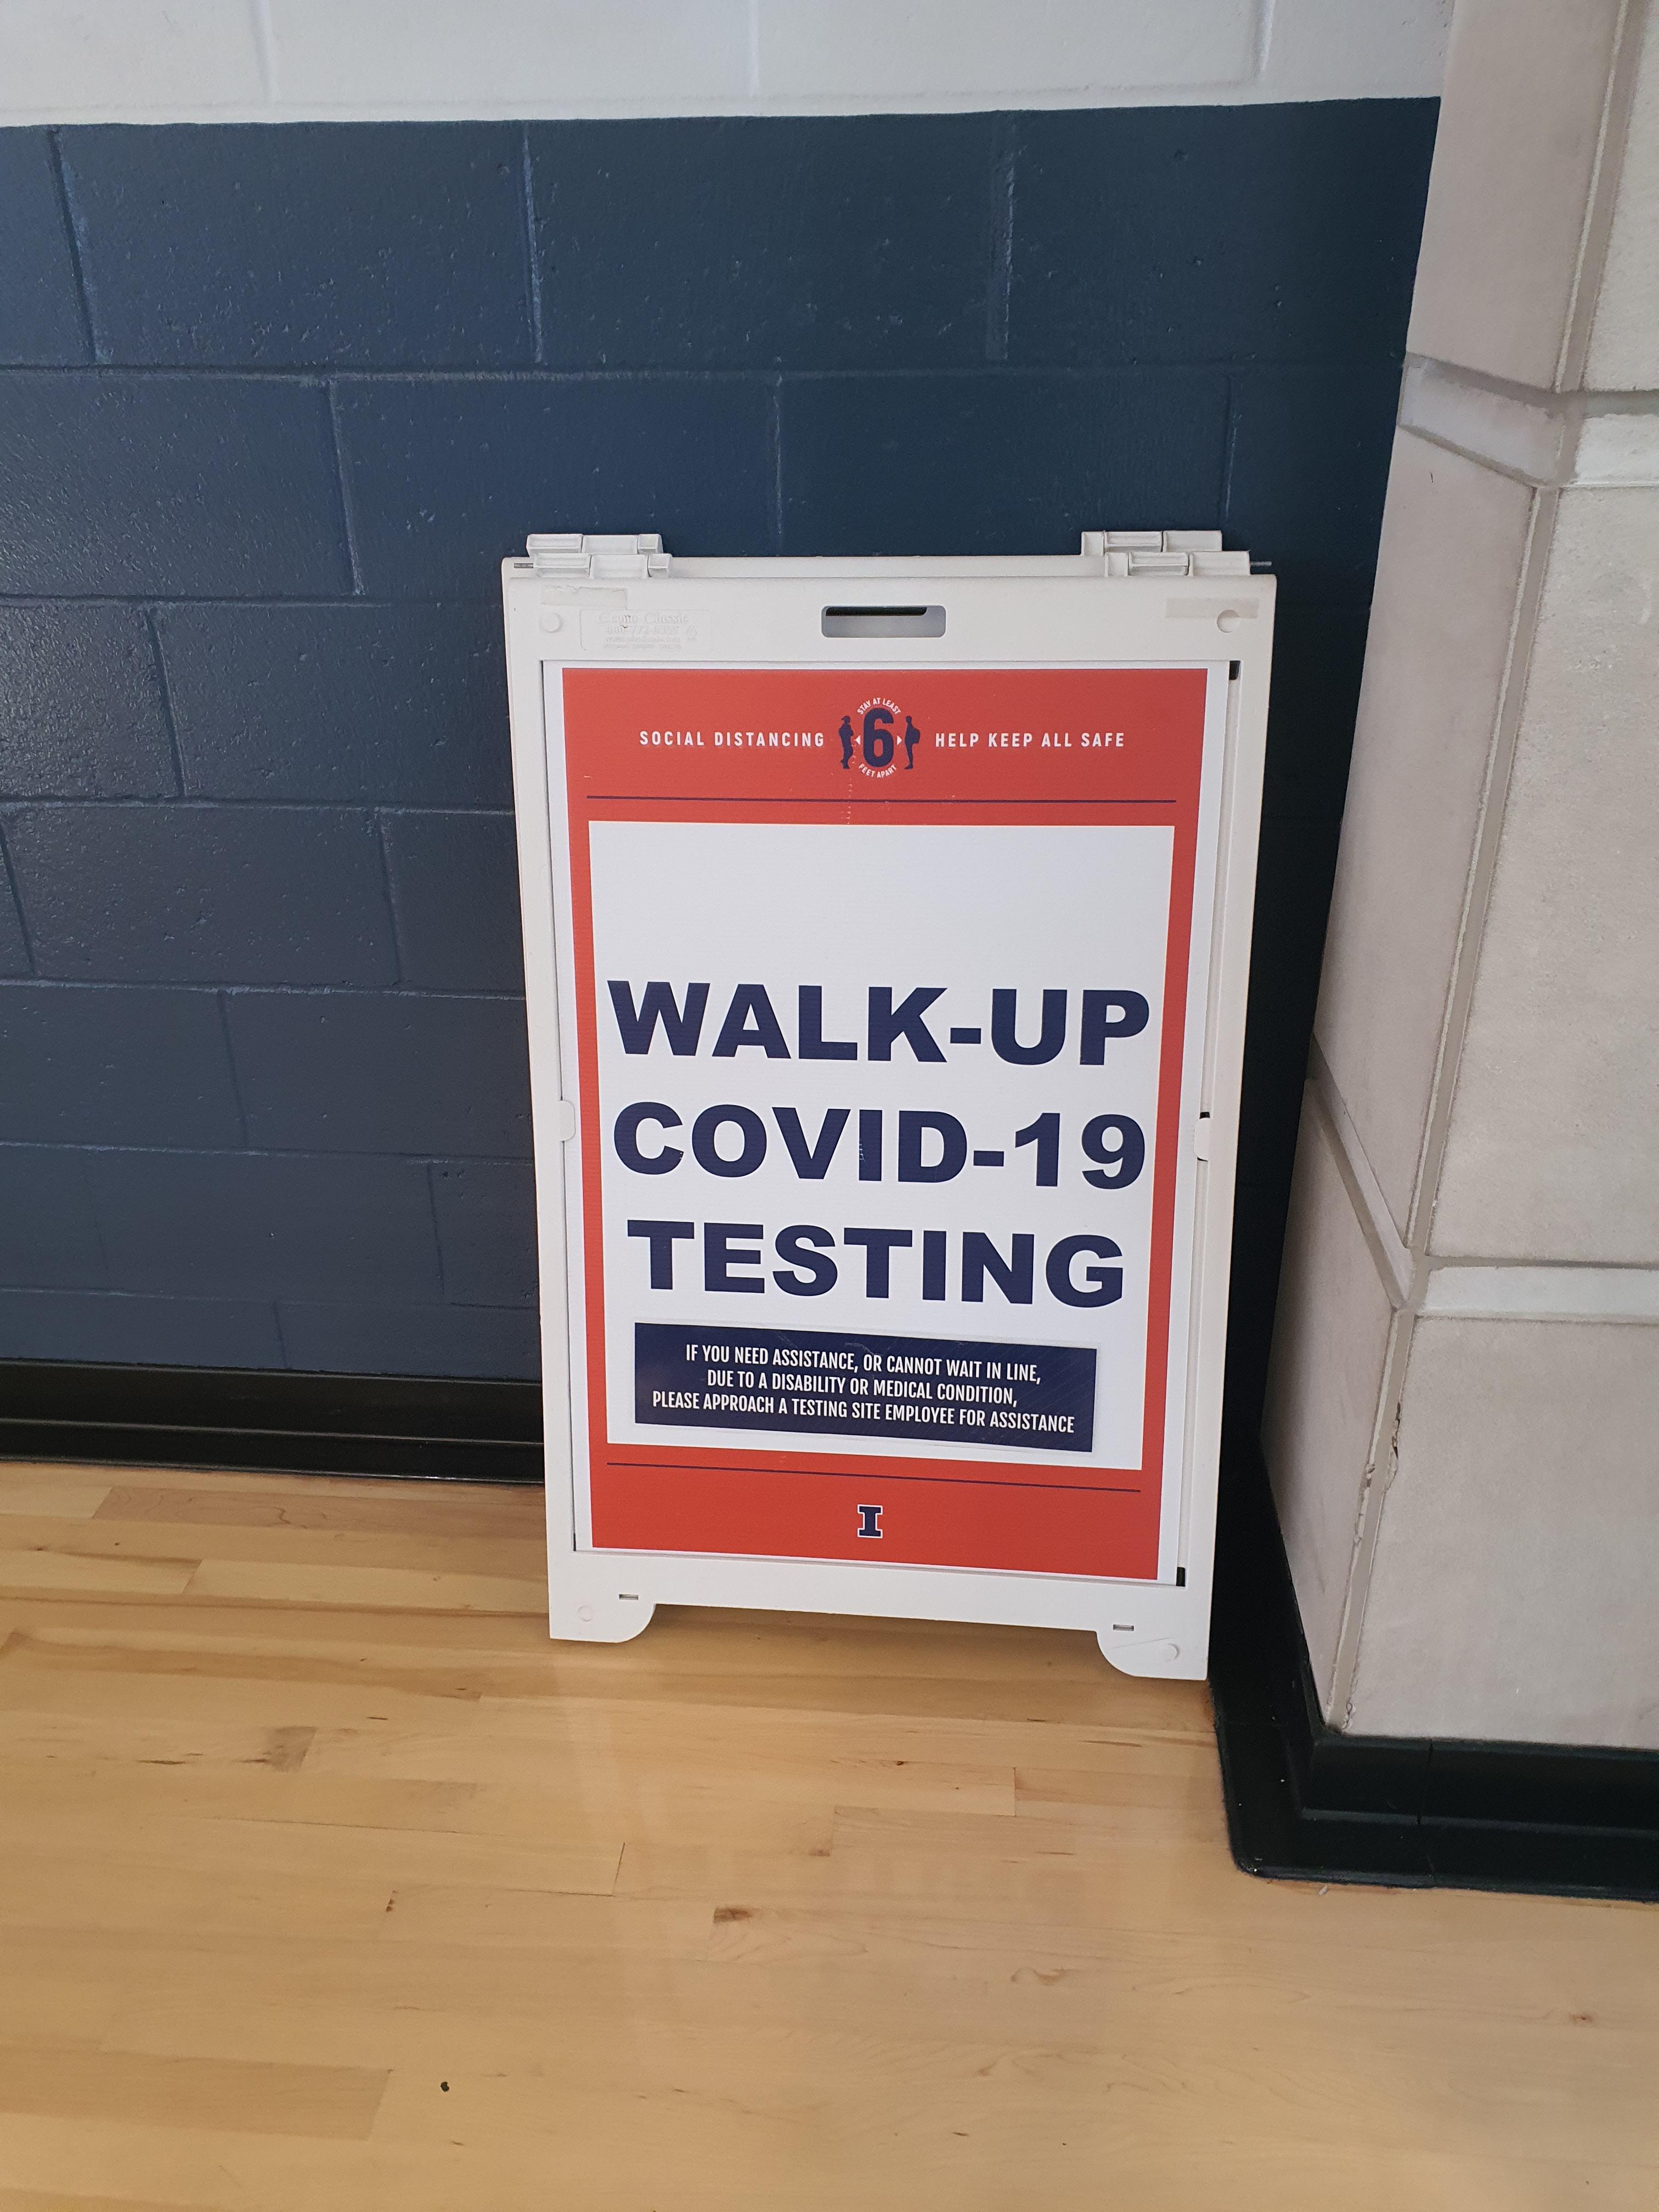 SOCIAL DISTANCING
STAY AT LEAST
6
FEET APART
HELP KEEP ALL SAFE
WALK-UP
COVID-19
TESTING
IF YOU NEED ASSISTANCE, OR CANNOT WAIT IN LINE,
DUE TO A DISABILITY OR MEDICAL CONDITION,
PLEASE APPROACH A TESTING SITE EMPLOYEE FOR ASSISTANCE
I